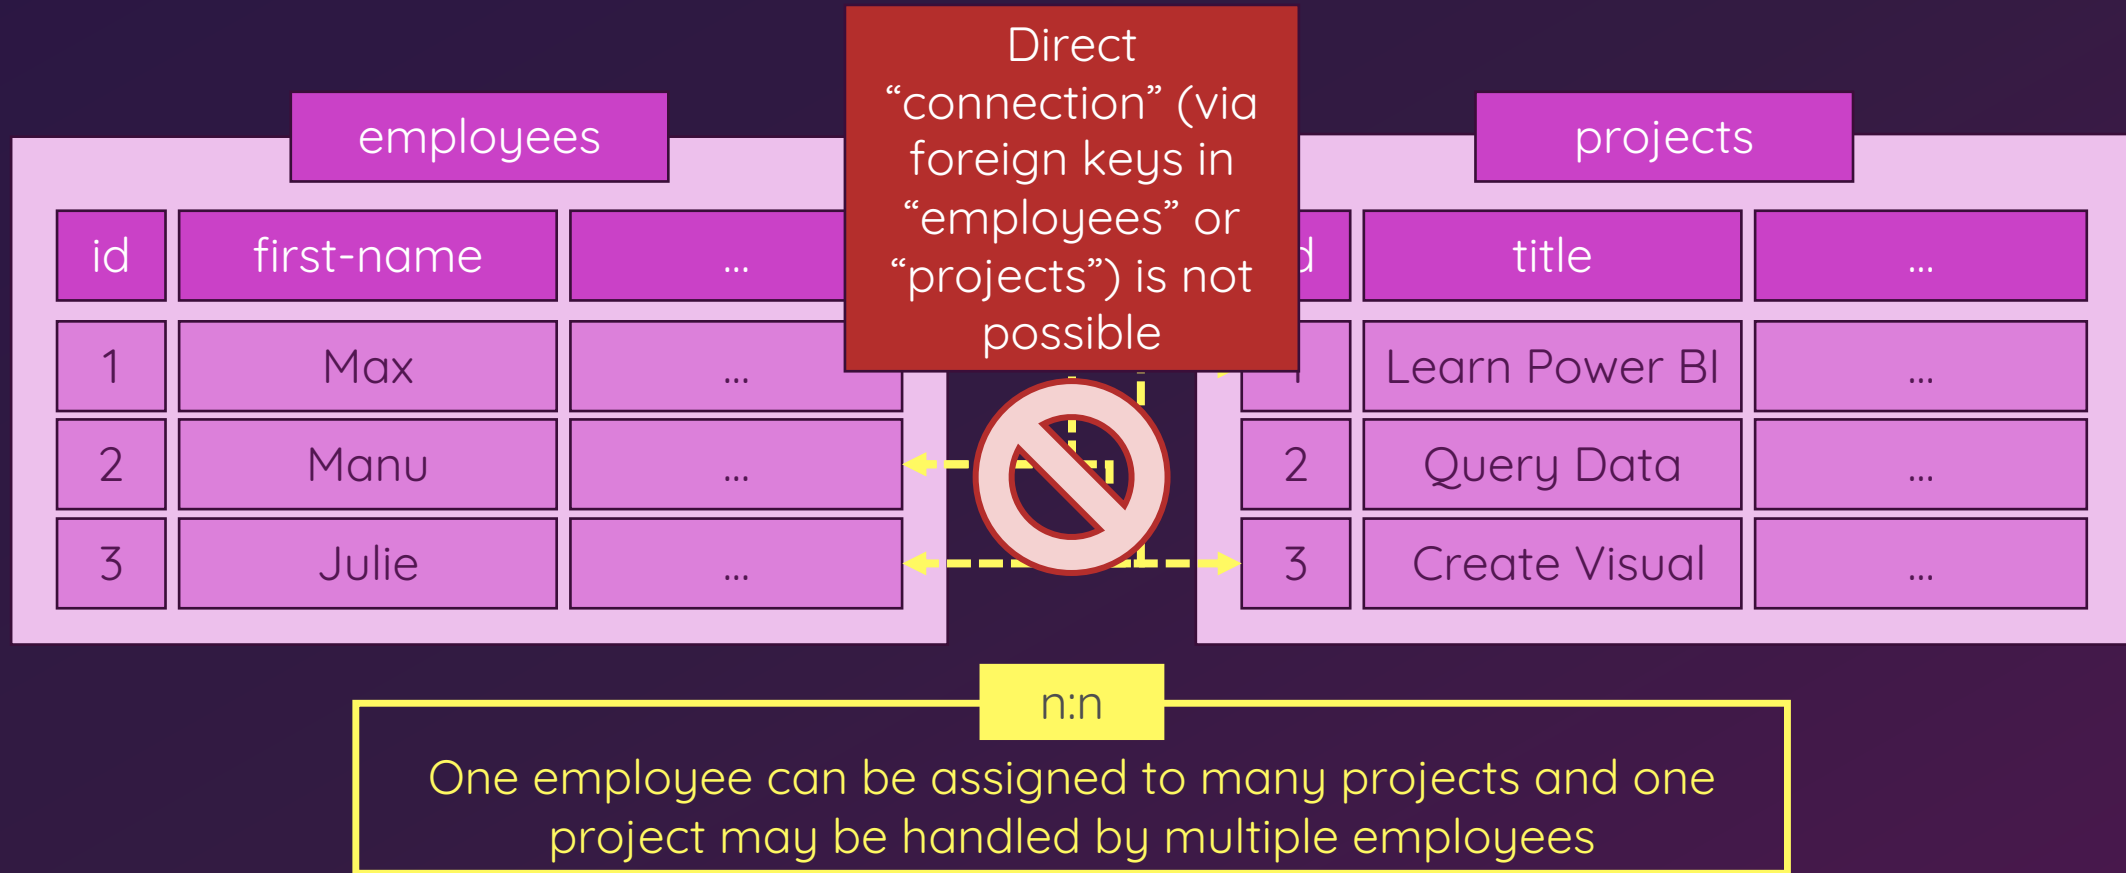 Direct
“connection” (via
foreign keys in
“employees” or
“projects”) is not
possible
employees
id first-name ...
1 Max ...
2 Manu ...
3 Julie ...
projects
title ...
Learn Power BI ...
2 Query Data ...
3 Create Visual ...
n:n
One employee can be assigned to many projects and one
project may be handled by multiple employees